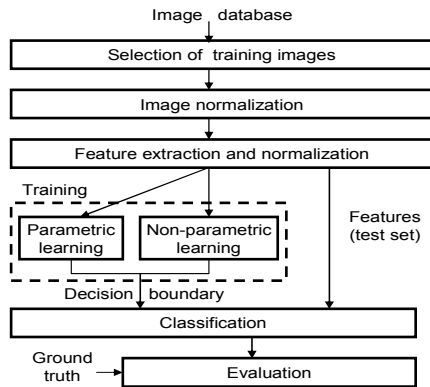 Image database
Selection of training images
Image normalization
Feature extraction and normalization
Training
Parametric
learning
Non-parametric
learning
Features
(test set)
Decision boundary
Classification
Ground
truth
Evaluation